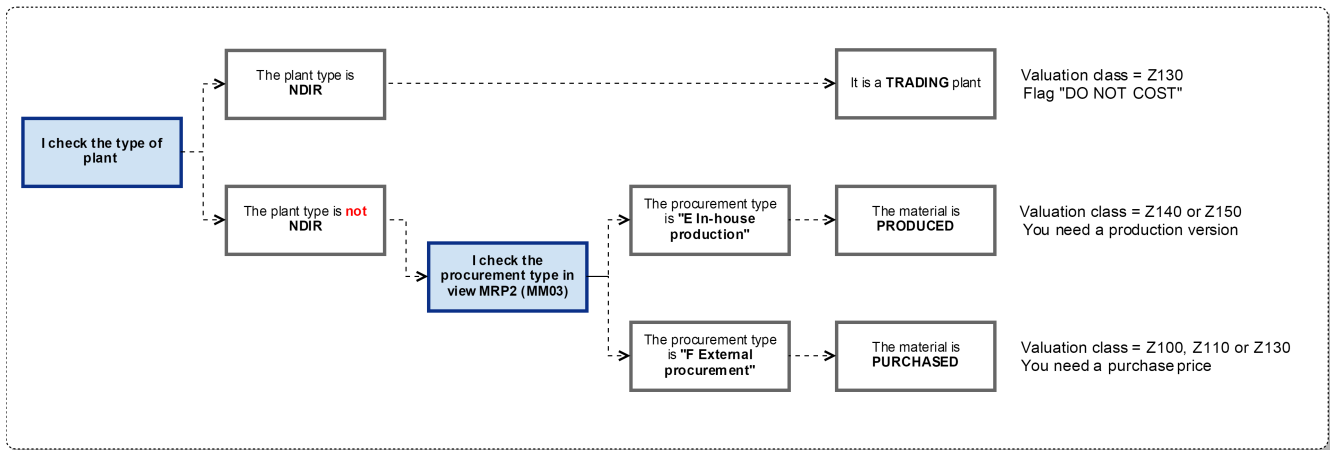 The plant type is
NDIR
It is a TRADING plant
Valuation class = Z130
Flag "DO NOT COST"
I check the type of
plant
The plant type is not
NDIR
The procurement type
is "E In-house
production"
The material is
PRODUCED
Valuation class = Z140 or Z150
You need a production version
I check the
procurement type in
view MRP2 (MM03)
The procurement type
is "F External
procurement"
The material is
PURCHASED
Valuation class = Z100, Z110 or Z130
You need a purchase price